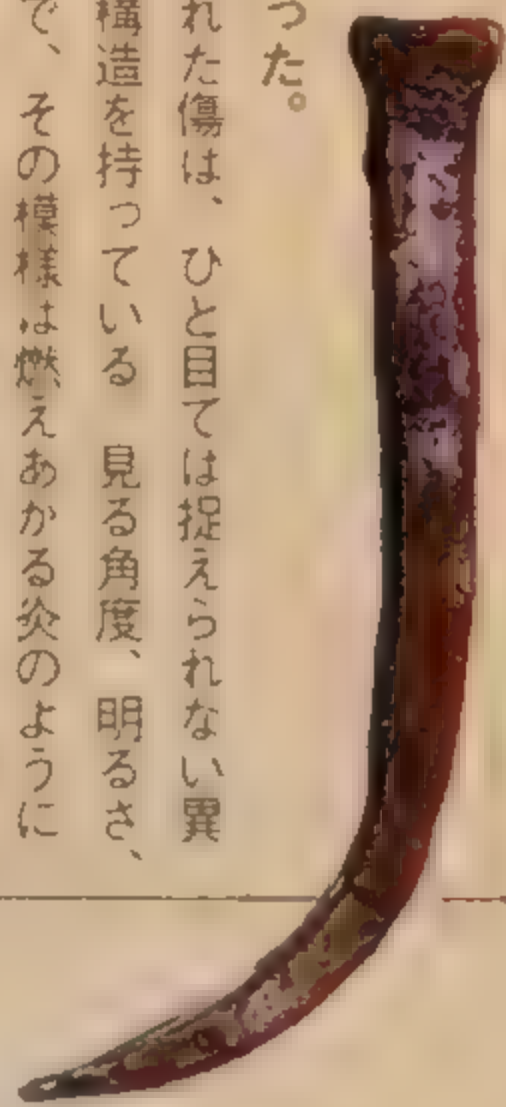 った。
れた傷は、ひと目では捉えられない異
構造を持っている　見る角度、明るさ、
で、その模様は燃えあがる炎のように